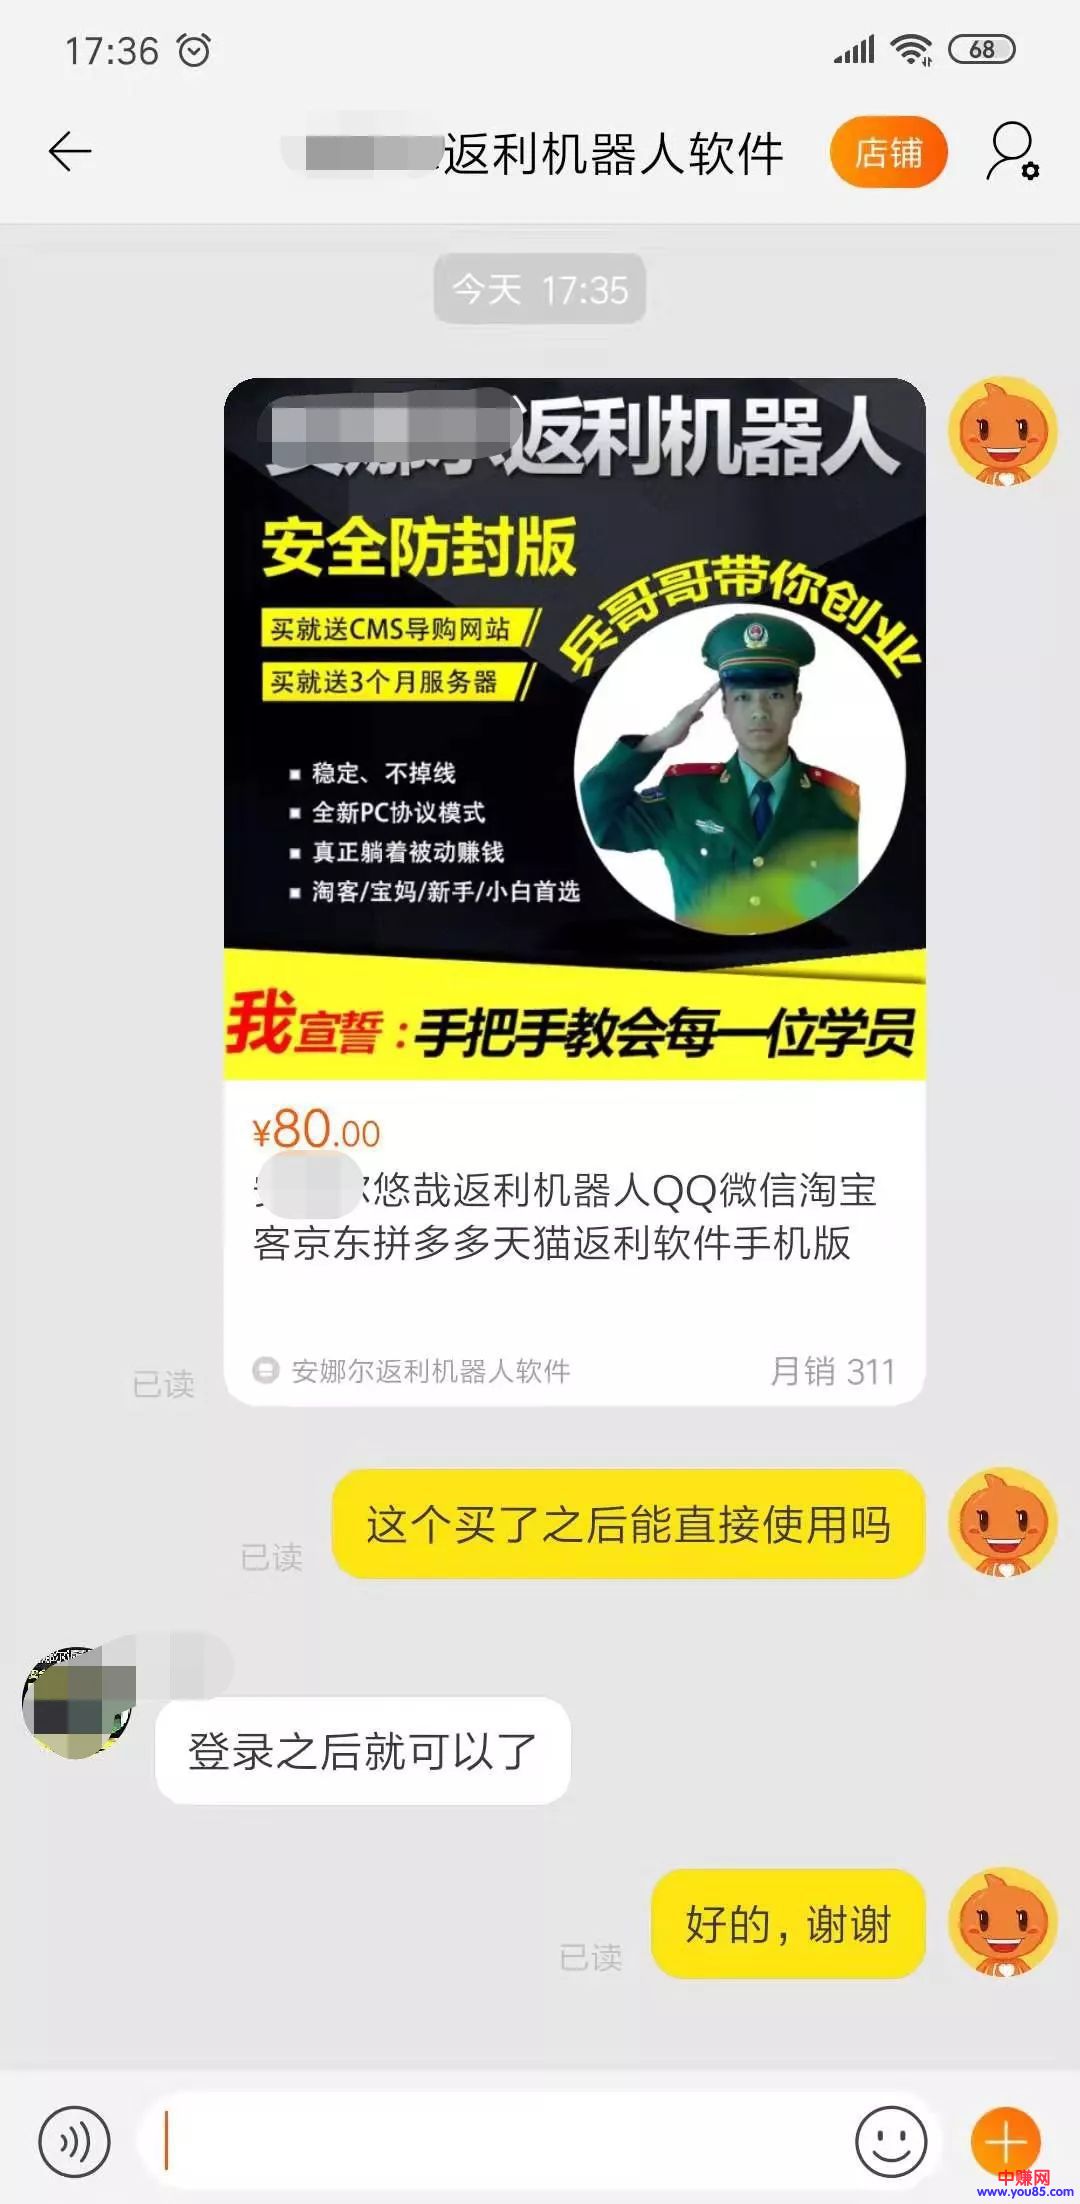 17:36
68
返利机器人软件
店铺
今天 17:35
返利机器人
安全防封版
兵哥哥带你创业
买就送CMS导购网站
买就送3个月服务器
稳定、不掉线
全新PC协议模式
真正躺着被动赚钱
淘客/宝妈/新手/小白首选
我宣誓：手把手教会每一位学员
¥80.00
尔悠哉返利机器人QQ微信淘宝
客京东拼多多天猫返利软件手机版
安娜尔返利机器人软件
月销 311
已读
这个买了之后能直接使用吗
已读
登录之后就可以了
好的，谢谢
已读
中赚网
www.you85.com